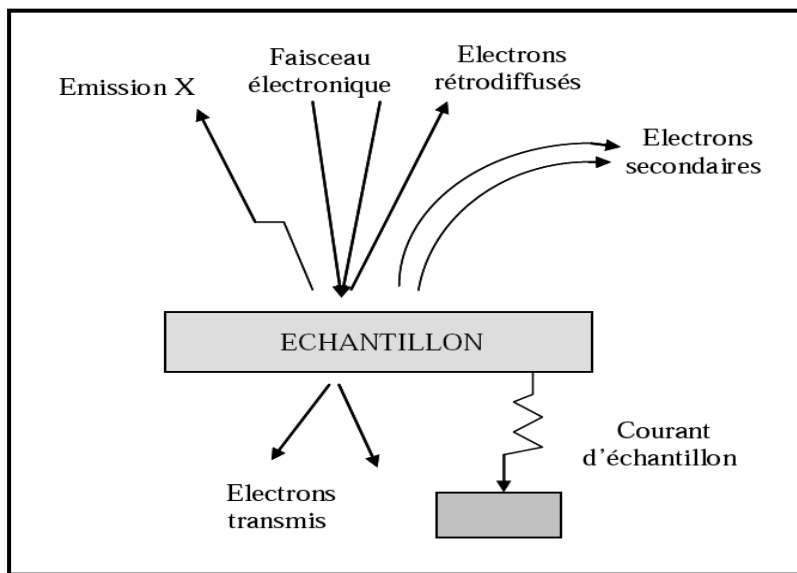 Emission X
Faisceau
électronique
Electrons
rétrodiffusés
Electrons
secondaires
ECHANTILLON
Electrons
transmis
Courant
d'échantillon